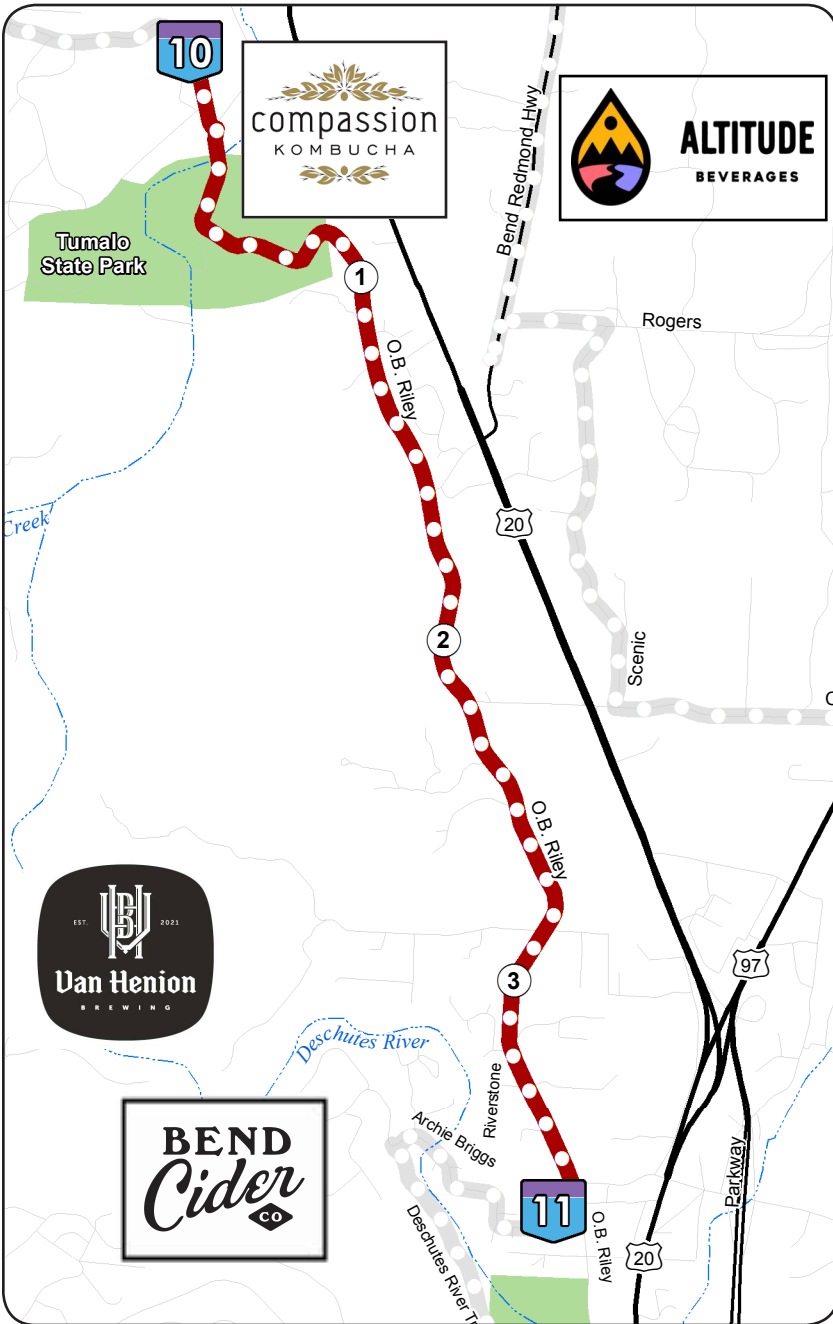 10
compassion
KOMBUCHA
ALTITUDE
BEVERAGES
Bend Redmond Hwy
Tumalo
State Park
1
Rogers
O.B. Riley
20
Creek
2
Scenic
O.B. Riley
EST. 2021
Van Henion
BREWING
97
3
Deschutes River
Riverstone
Archie Briggs
BEND
Cider
CO
Parkway
11
O.B. Riley
Deschutes River Tr
20